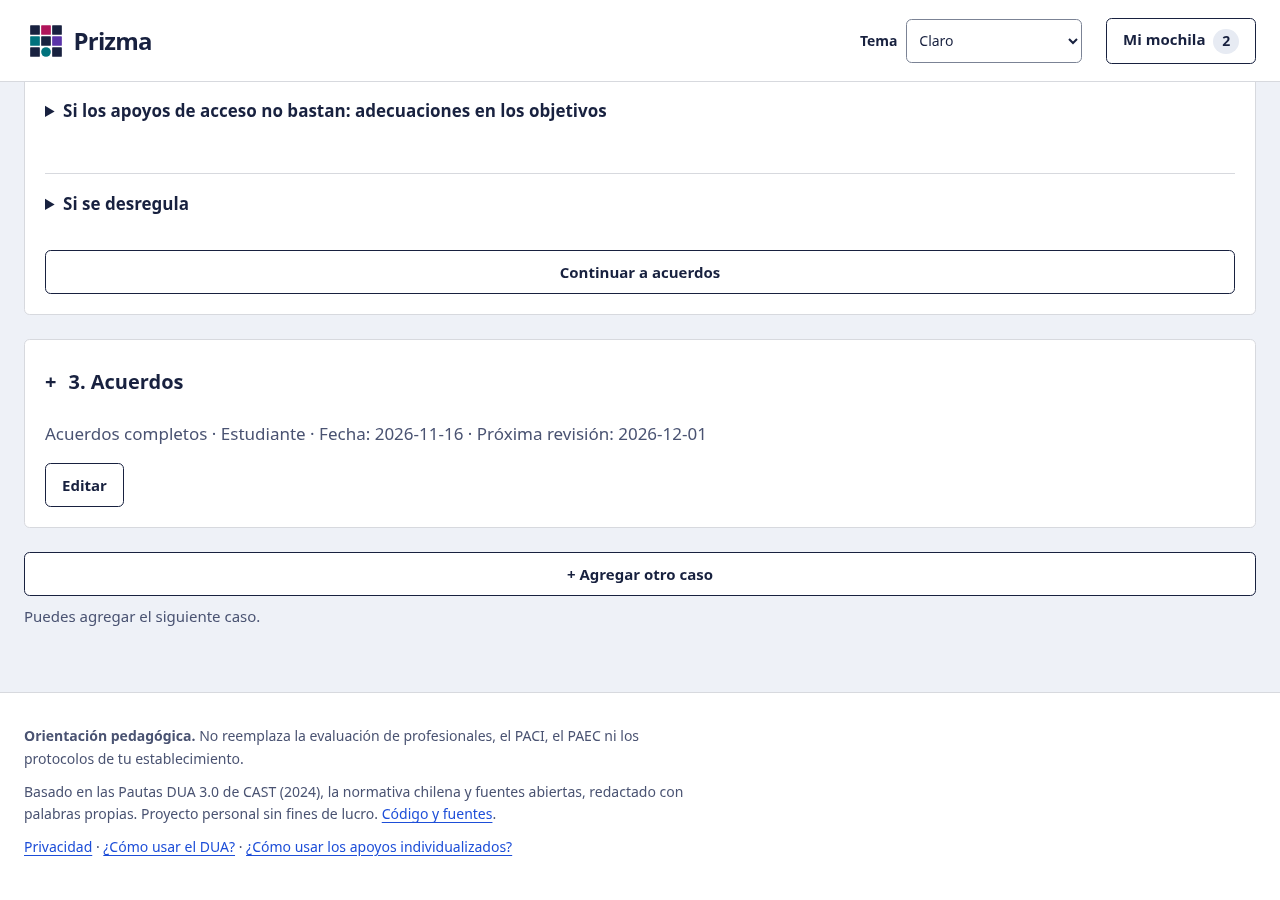 Prizma
Tema
Claro
Mi mochila 2
Si los apoyos de acceso no bastan: adecuaciones en los objetivos
Si se desregula
Continuar a acuerdos
+ 3. Acuerdos
Acuerdos completos · Estudiante · Fecha: 2026-11-16 · Próxima revisión: 2026-12-01
Editar
+ Agregar otro caso
Puedes agregar el siguiente caso.
Orientación pedagógica. No reemplaza la evaluación de profesionales, el PACI, el PAEC ni los
protocolos de tu establecimiento.
Basado en las Pautas DUA 3.0 de CAST (2024), la normativa chilena y fuentes abiertas, redactado con
palabras propias. Proyecto personal sin fines de lucro. Código y fuentes.
Privacidad · ¿Cómo usar el DUA? · ¿Cómo usar los apoyos individualizados?